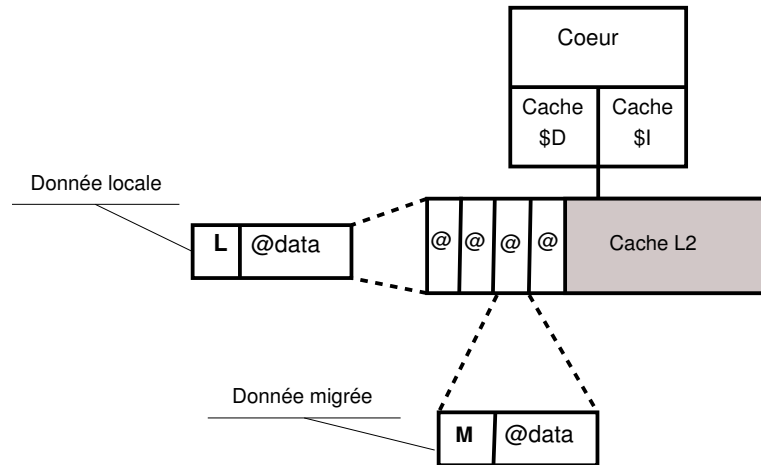 Coeur
Cache $D
Cache $I
Donnée locale
L @data
@ @ @ @
Cache L2
Donnée migrée
M @data